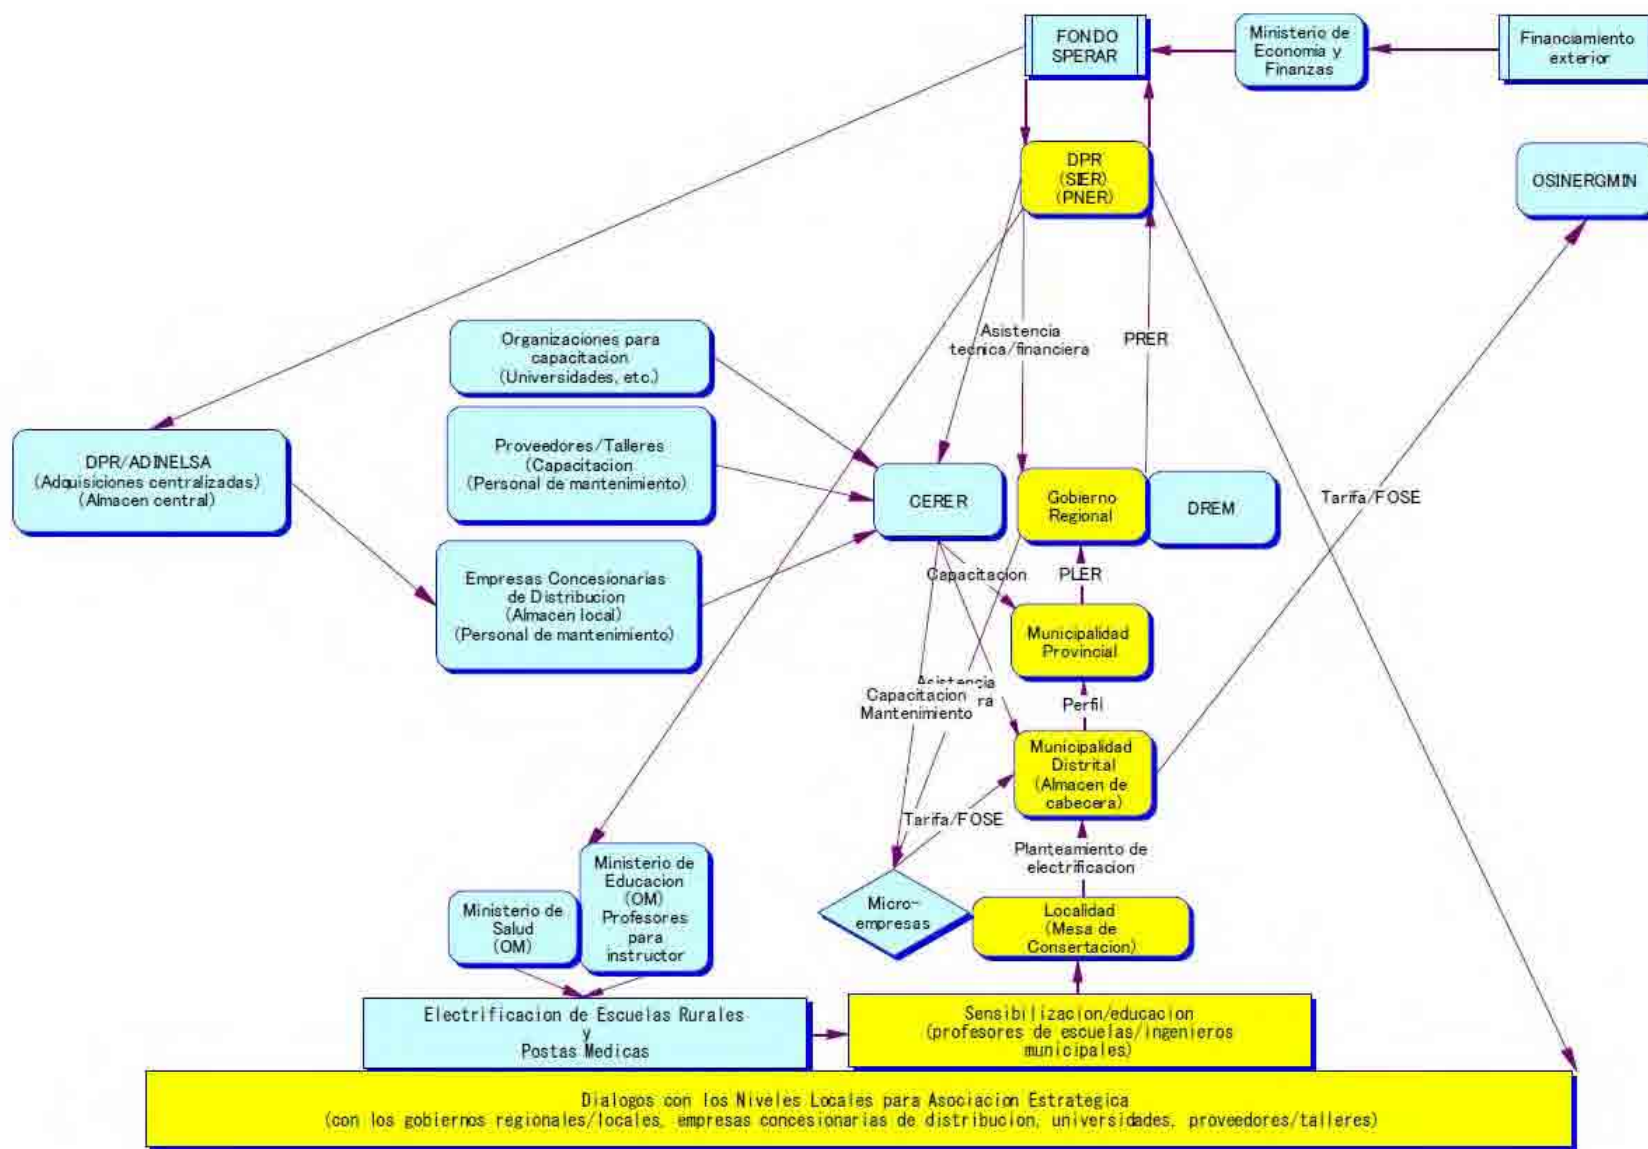 FONDO
SPERAR
Ministerio de
Economia y
Finanzas
Financiamiento
exterior
DPR
(SIER)
(PNER)
OSINERGMIN
Organizaciones para
capacitacion
(Universidades, etc.)
Asistencia
tecnica/financiera
PRER
Proveedores/Talleres
(Capacitacion
(Personal de mantenimiento)
DPR/ADINELSA
(Adquisiciones centralizadas)
(Almacen central)
CERER
Gobierno
Regional
DREM
Tarifa/FOSE
Empresas Concesionarias
de Distribucion
(Almacen local)
(Personal de mantenimiento)
Capacitacion
PLER
Municipalidad
Provincial
Asistencia
ra
Capacitacion
Mantenimiento
Perfil
Municipalidad
Distrital
(Almacen de
cabecera)
Tarifa/FOSE
Planteamiento de
electrificacion
Ministerio de
Salud
(OM)
Ministerio de
Educacion
(OM)
Profesores
para
instructor
Micro-
empresas
Localidad
(Mesa de
Consertacion)
Electrificacion de Escuelas Rurales
y
Postas Medicas
Sensibilizacion/educacion
(profesores de escuelas/ingenieros
municipales)
Dialogos con los Niveles Locales para Asociacion Estrategica
(con los gobiernos regionales/locales, empresas concesionarias de distribucion, universidades, proveedores/talleres)